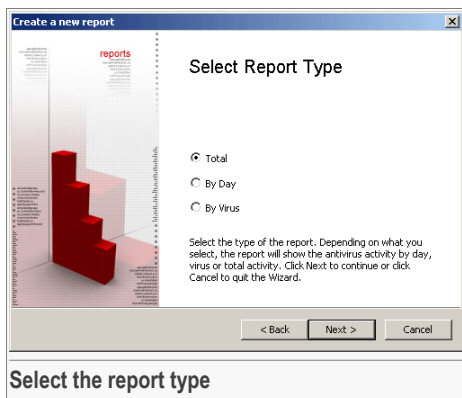 Create a new report
reports
Select Report Type
Total
By Day
By Virus
Select the type of the report. Depending on what you
select, the report will show the antivirus activity by day,
virus or total activity. Click Next to continue or click
Cancel to quit the Wizard.
< Back
Next >
Cancel
Select the report type